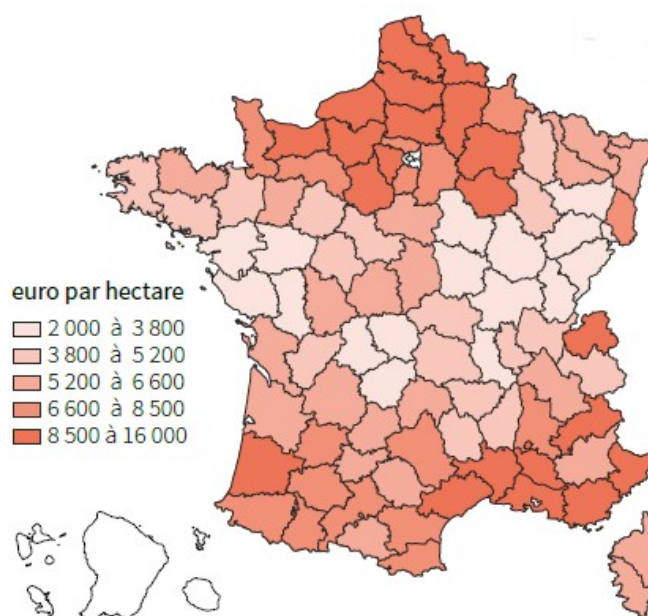 euro par hectare
2 000 à 3 800
3 800 à 5 200
5 200 à 6 600
6 600 à 8 500
8 500 à 16 000